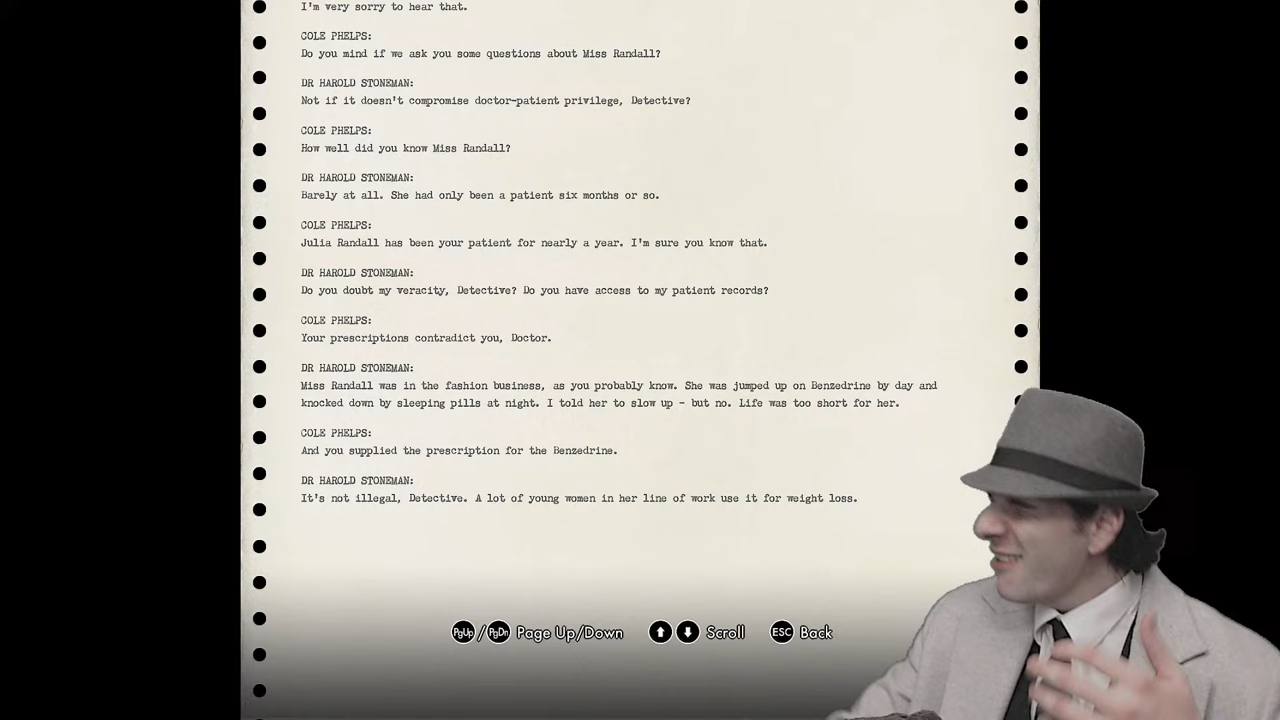 I'm very sorry to hear that.
COLE PHELPS:
Do you mind if we ask you some questions about Miss Randall?
DR HAROLD STONEMAN:
Not if it doesn't compromise doctor-patient privilege, Detective?
COLE PHELPS:
How well did you know Miss Randall?
DR HAROLD STONEMAN:
Barely at all. She had only been a patient six months or so.
COLE PHELPS:
Julia Randall has been your patient for nearly a year. I'm sure you know that.
DR HAROLD STONEMAN:
Do you doubt my veracity, Detective? Do you have access to my patient records?
COLE PHELPS:
Your prescriptions contradict you, Doctor.
DR HAROLD STONEMAN:
Miss Randall was in the fashion business, as you probably know. She was jumped up on Benzedrine by day and
knocked down by sleeping pills at night. I told her to slow up - but no. Life was too short for her.
COLE PHELPS:
And you supplied the prescription for the Benzedrine.
DR HAROLD STONEMAN:
It's not illegal, Detective. A lot of young women in her line of work use it for weight loss.
PgUp/PgDn Page Up/Down ⬆ ⬇ Scroll ESC Back